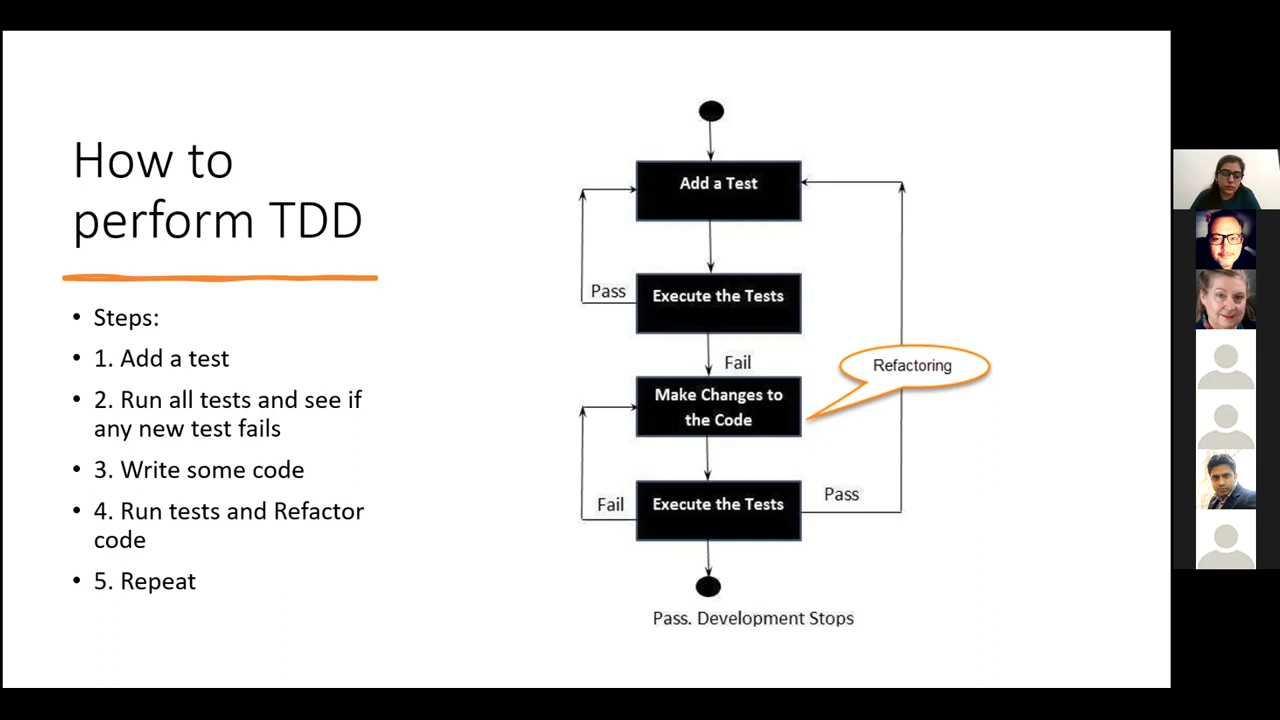 How to
perform TDD
• Steps:
• 1. Add a test
• 2. Run all tests and see if
any new test fails
• 3. Write some code
• 4. Run tests and Refactor
code
• 5. Repeat
Add a Test
Pass
Execute the Tests
Fail
Refactoring
Make Changes to
the Code
Fail
Execute the Tests
Pass
Pass. Development Stops